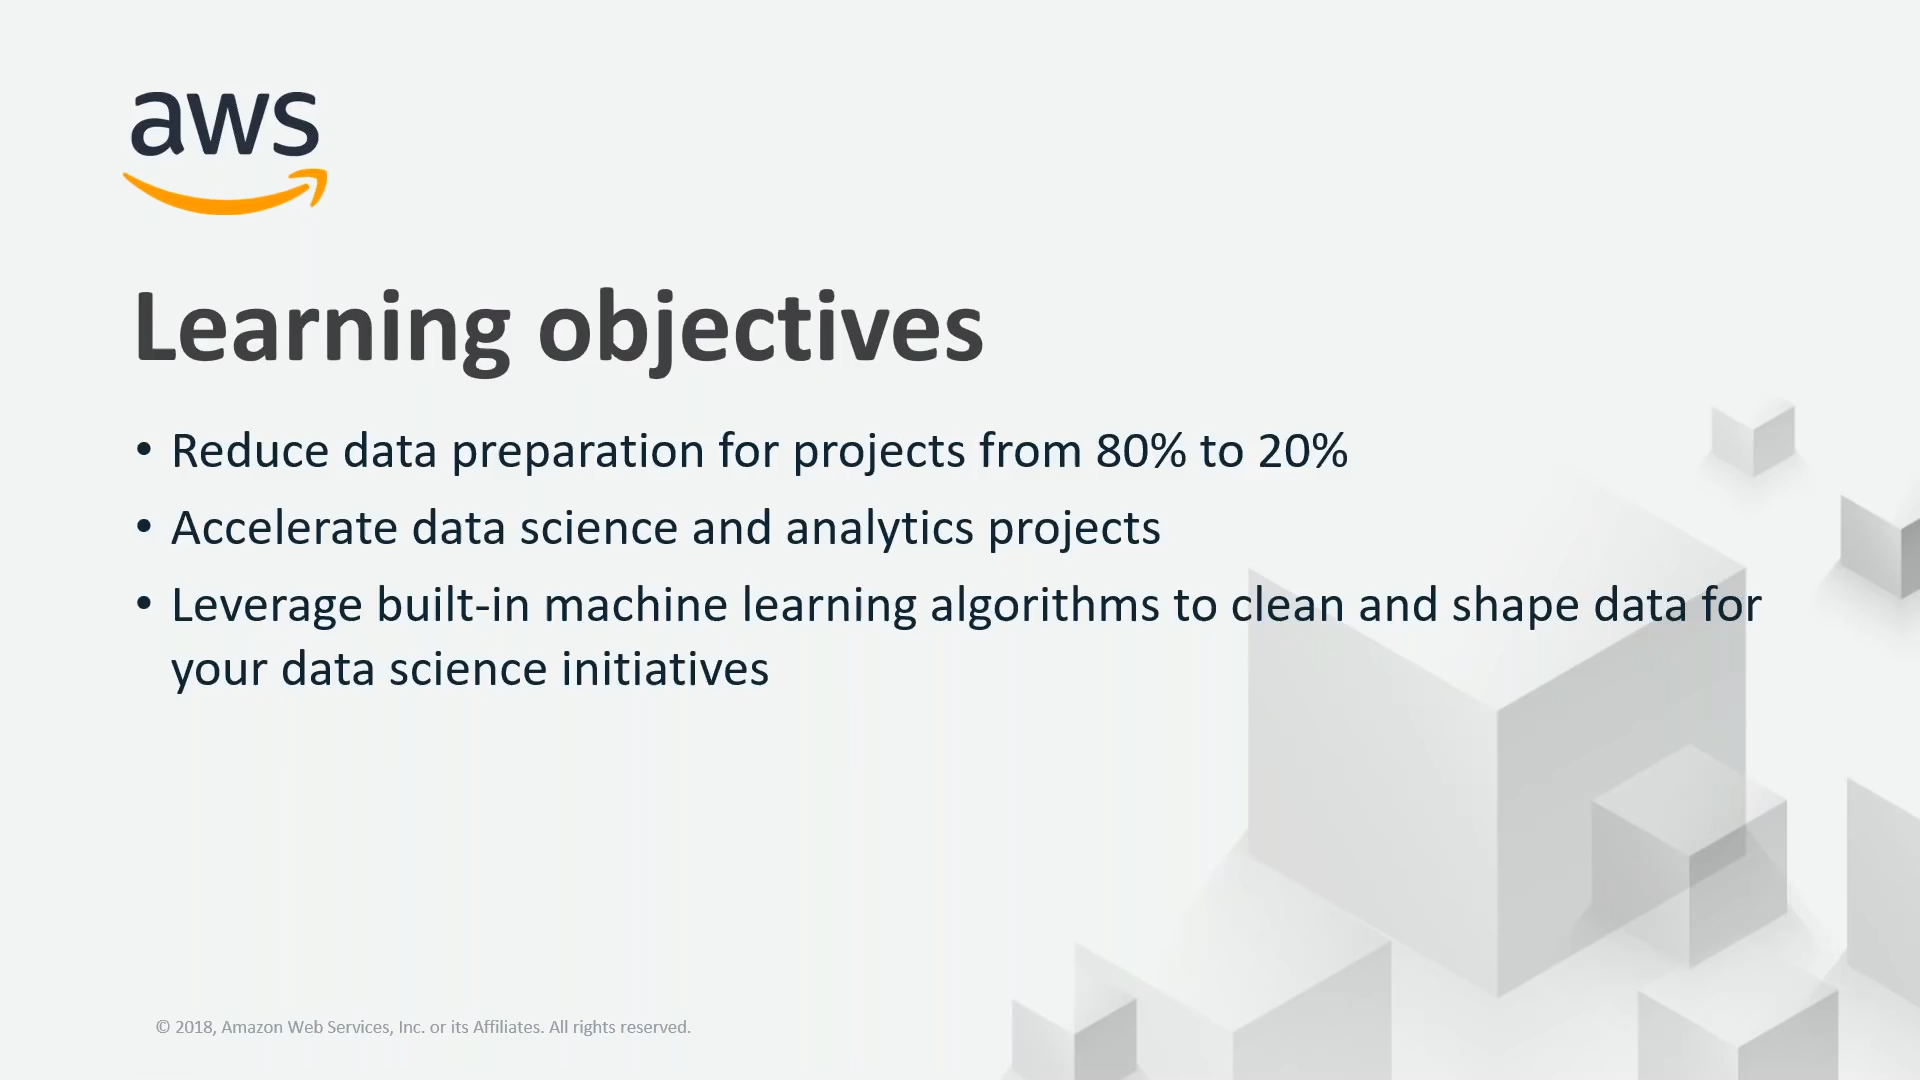 aws
Learning objectives
• Reduce data preparation for projects from 80% to 20%
• Accelerate data science and analytics projects
• Leverage built-in machine learning algorithms to clean and shape data for
your data science initiatives
© 2018, Amazon Web Services, Inc. or its Affiliates. All rights reserved.